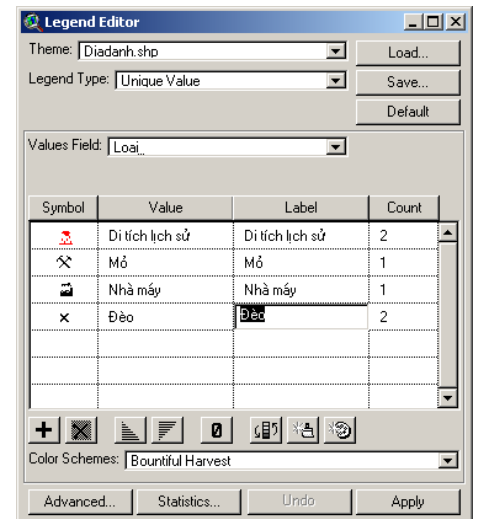 Legend Editor
Theme: Diadanh.shp
Load...
Legend Type: Unique Value
Save...
Default
Values Field: Loai_
Symbol Value Label Count
Di tích lịch sử Di tích lịch sử 2
Mỏ Mỏ 1
Nhà máy Nhà máy 1
Đèo Đèo 2
0
Color Schemes: Bountiful Harvest
Advanced... Statistics... Undo Apply